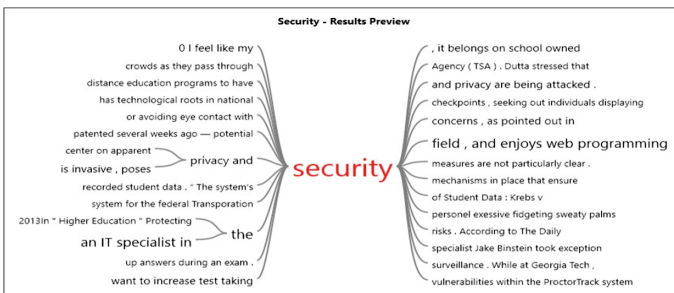 Security - Results Preview
0 I feel like my
crowds as they pass through
distance education programs to have
has technological roots in national
or avoiding eye contact with
patented several weeks ago — potential
center on apparent
is invasive , poses
privacy and
recorded student data . " The system's
system for the federal Transporation
2013In " Higher Education " Protecting
an IT specialist in
the
up answers during an exam .
want to increase test taking
security
, it belongs on school owned
Agency ( TSA ) . Dutta stressed that
and privacy are being attacked .
checkpoints , seeking out individuals displaying
concerns , as pointed out in
field , and enjoys web programming
measures are not particularly clear .
mechanisms in place that ensure
of Student Data : Krebs v
personel exessive fidgeting sweaty palms
risks . According to The Daily
specialist Jake Binstein took exception
surveillance . While at Georgia Tech ,
vulnerabilities within the ProctorTrack system